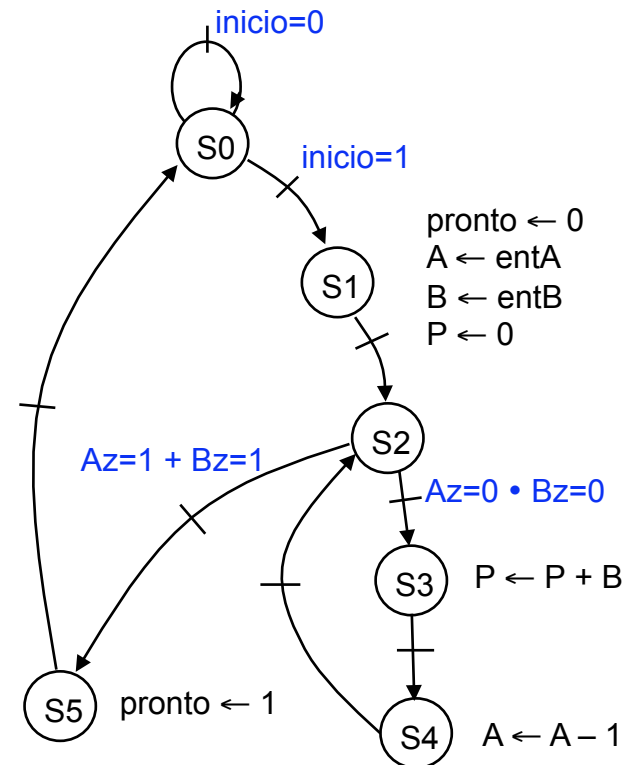 inicio=0
S0
inicio=1
pronto ← 0
A ← entA
S1
B ← entB
P ← 0
S2
Az=1 + Bz=1
Az=0 • Bz=0
S3
P ← P + B
S5
pronto ← 1
S4
A ← A – 1